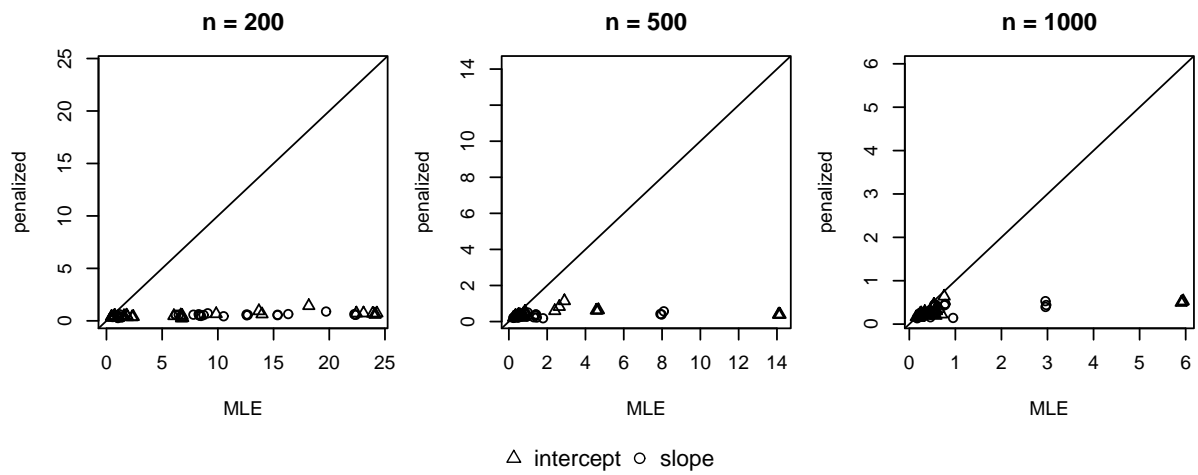 n = 200
n = 500
n = 1000
penalized
0
5
10
15
20
25
0 5 10 15 20 25
MLE
penalized
0
2
4
6
8
10
14
0 2 4 6 8 10 12 14
MLE
penalized
0
1
2
3
4
5
6
0 1 2 3 4 5 6
MLE
intercept slope